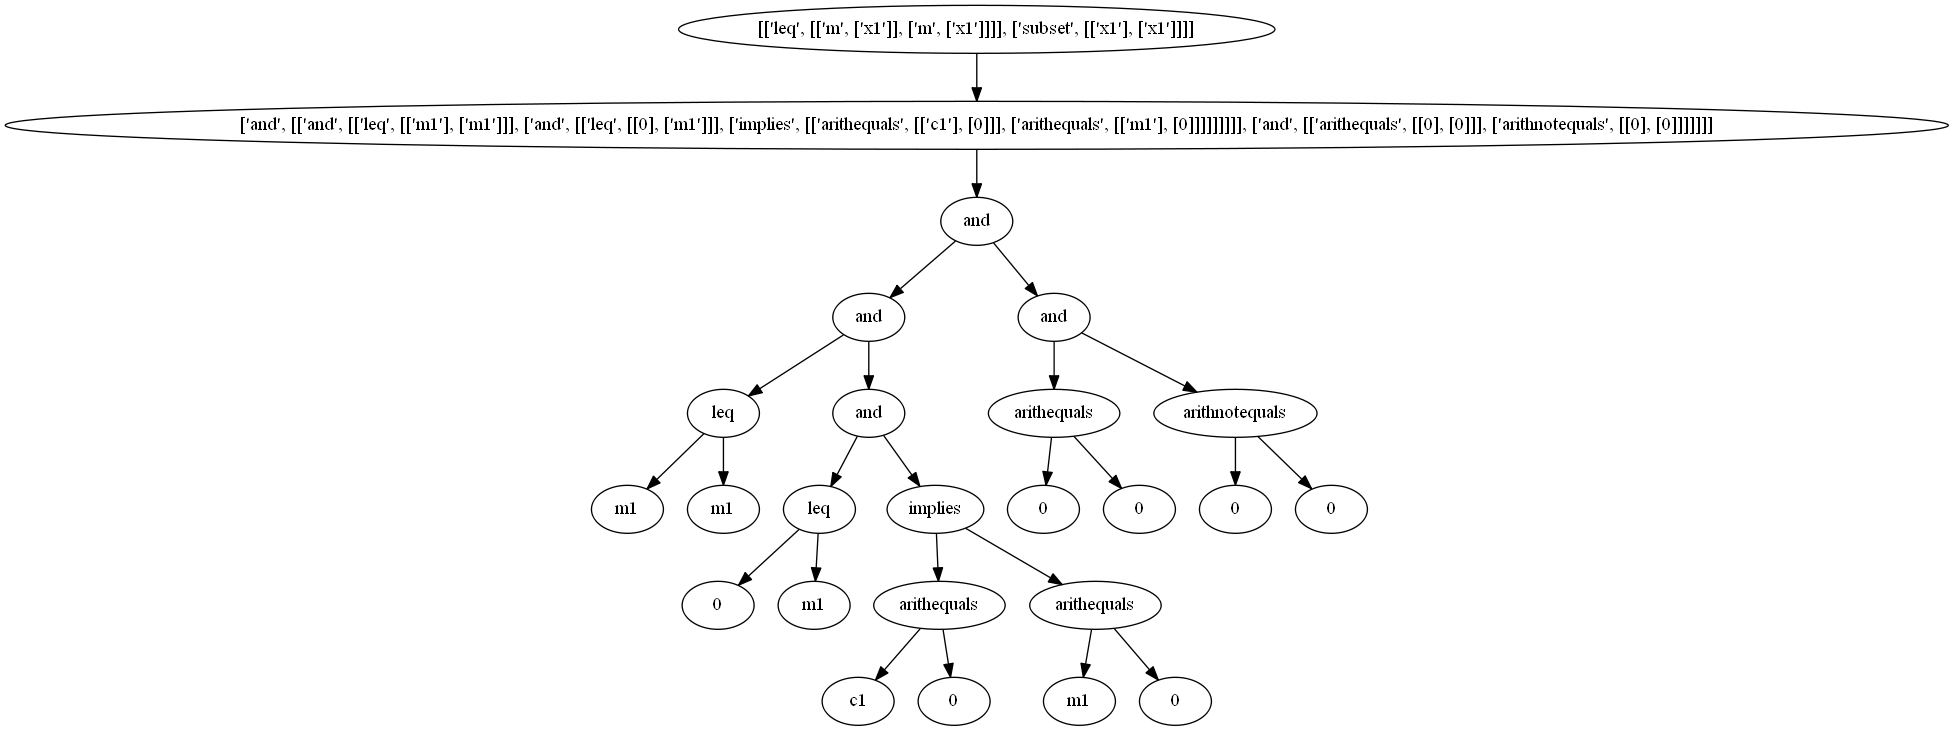 [['leq', [['m', ['x1']], ['m', ['x1']]]], ['subset', [['x1'], ['x1']]]]
['and', [['and', [['leq', [['m1'], ['m1']]], ['and', [['leq', [[0], ['m1']]], ['implies', [['arithequals', [['c1'], [0]]], ['arithequals', [['m1'], [0]]]]]]]]], ['and', [['arithequals', [[0], [0]]], ['arithnotequals', [[0], [0]]]]]]]
and
and and
leq and arithequals arithnotequals
m1 m1 leq implies 0 0 0 0
0 m1 arithequals arithequals
c1 0 m1 0